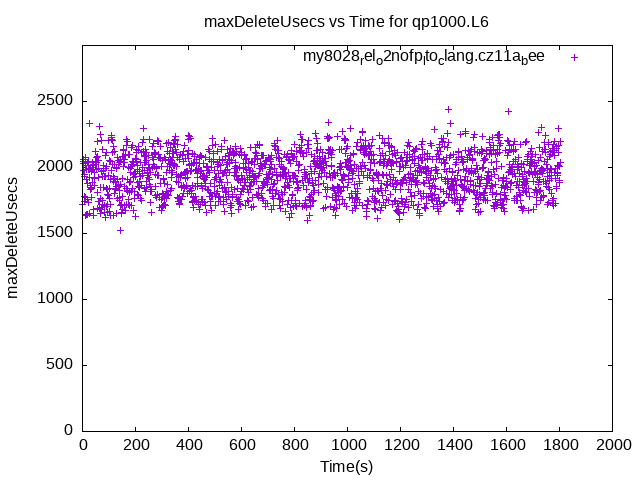 maxDeleteUsecs vs Time for qp1000.L6
my8028relo2nofpltoclang.cz11abee
2500
2000
1500
1000
500
0
maxDeleteUsecs
0 200 400 600 800 1000 1200 1400 1600 1800 2000
Time(s)